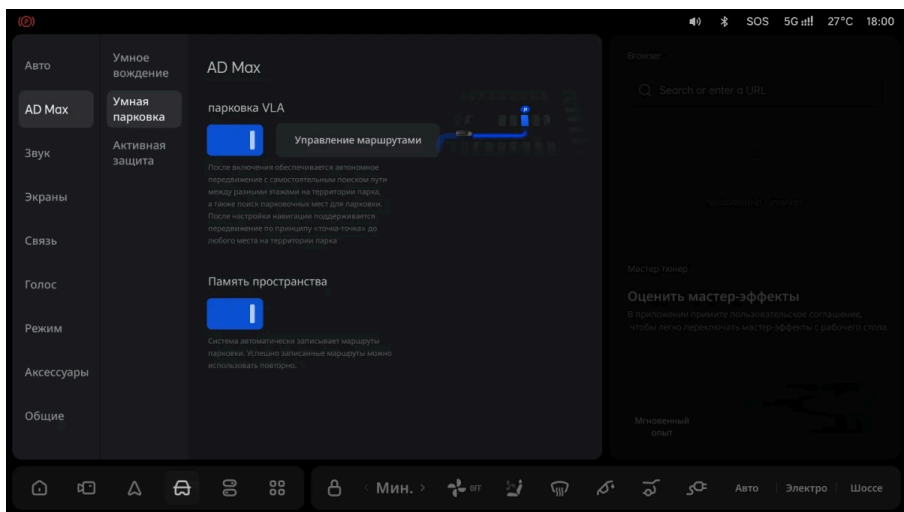 SOS 5G 27°C 18:00
Авто
AD Max
Звук
Экраны
Связь
Голос
Режим
Аксессуары
Общие
Умное
вождение
Умная
парковка
Активная
защита
AD Max
парковка VLA
Управление маршрутами
После включения обеспечивается автономное
передвижение с самостоятельным поиском пути
между разными этажами на территории парка,
а также поиск парковочных мест для парковки.
После настройки навигации поддерживается
передвижение по принципу «точка-точка» до
любого места на территории парка
Память пространства
Система автоматически записывает маршруты
парковки. Успешно записанные маршруты можно
использовать повторно.
Browser
Search or enter a URL
Мастер-тюнер
Оценить мастер-эффекты
В приложении примите пользовательское соглашение,
чтобы легко переключать мастер-эффекты с рабочего стола.
Мгновенный
опыт
< Мин. > OFF Авто Электро Шоссе